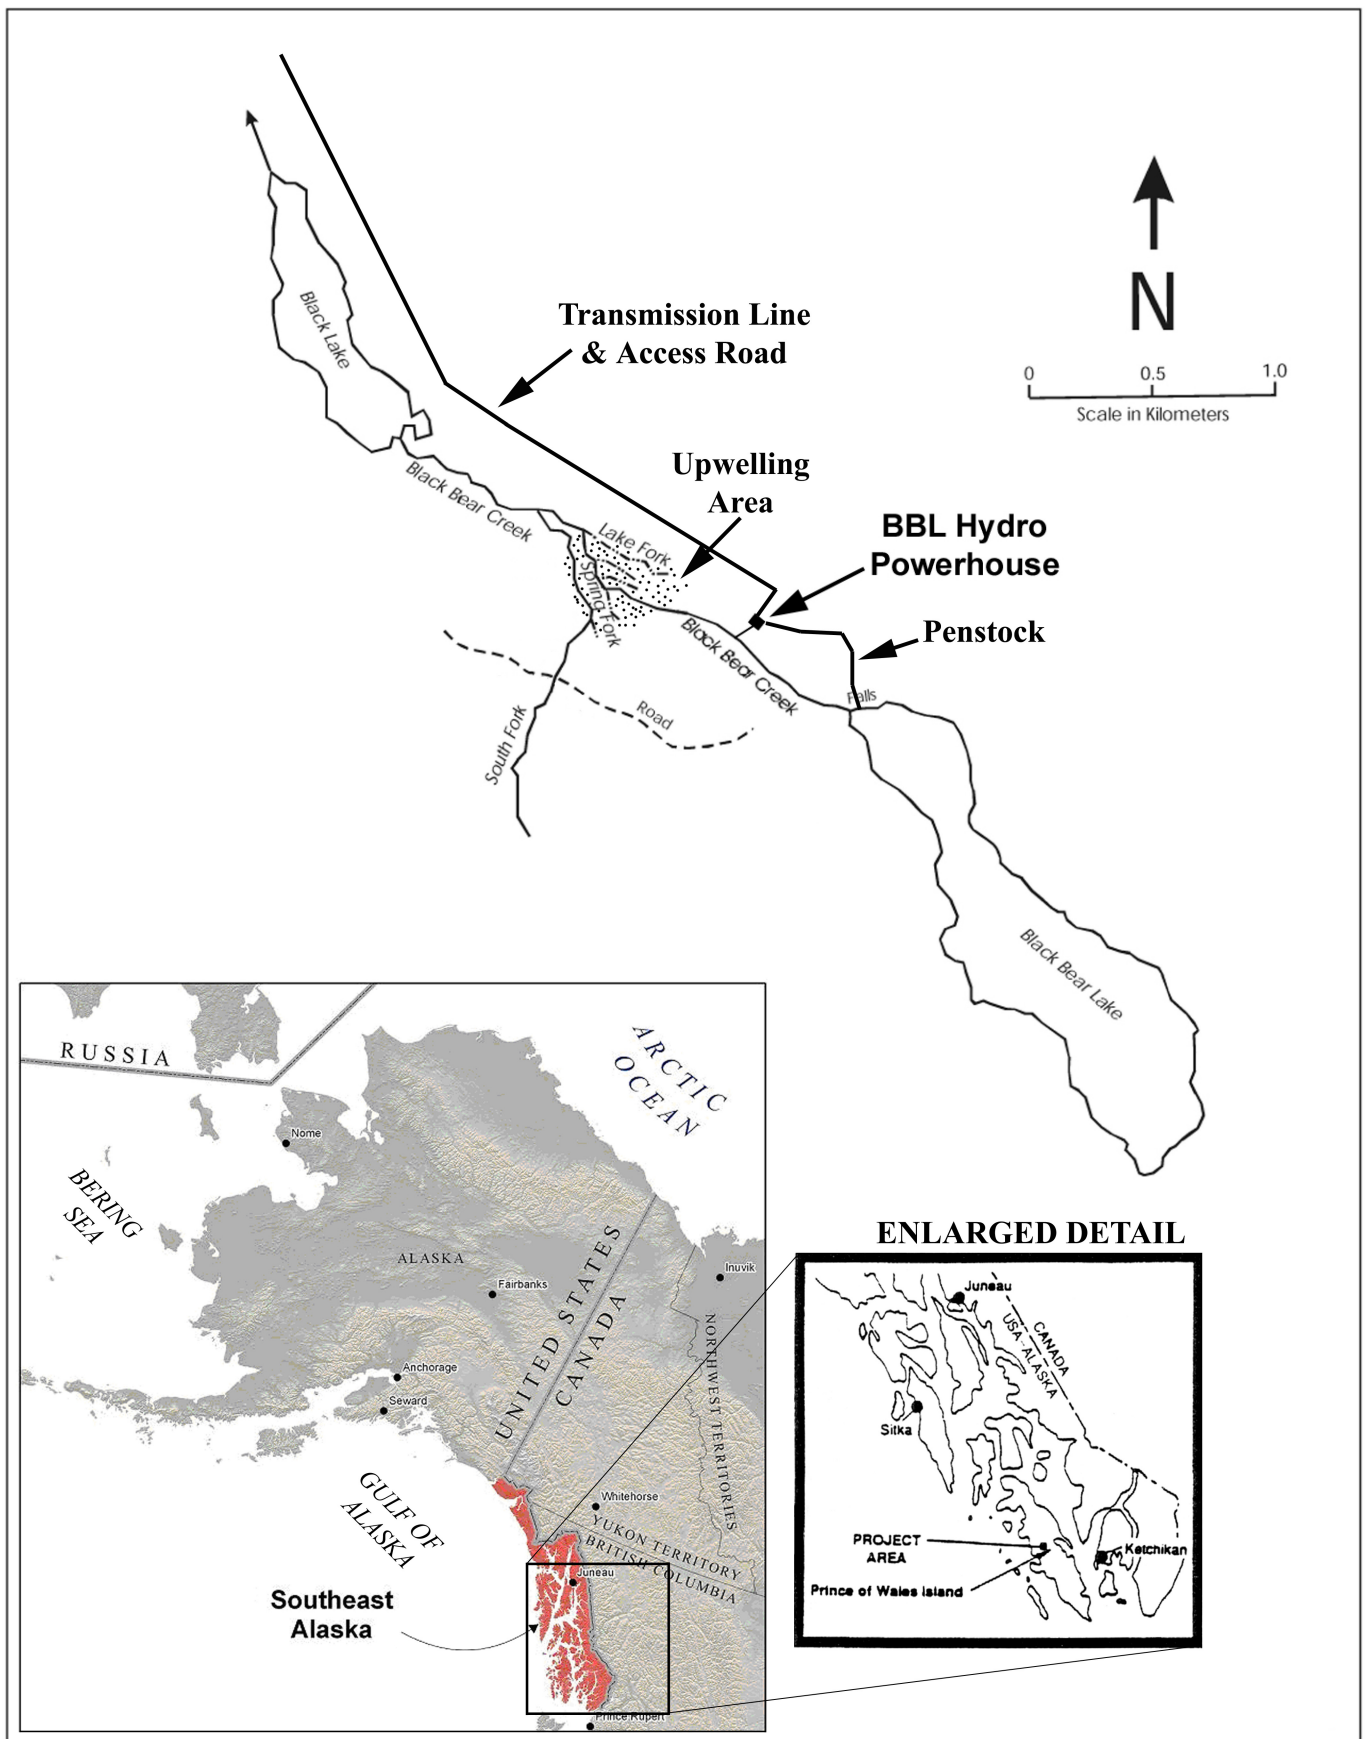 Transmission Line
& Access Road
N
0 0.5 1.0
Scale in Kilometers
Black Lake
Black Bear Creek
Upwelling
Area
Lake Fork
Spring Fork
BBL Hydro
Powerhouse
Penstock
Black Bear Creek
Falls
Road
South Fork
Black Bear Lake
RUSSIA
ARCTIC
OCEAN
Nome
BERING
SEA
ALASKA
Fairbanks
UNITED STATES
CANADA
Inuvik
NORTHWEST TERRITORIES
Anchorage
Seward
GULF OF
ALASKA
Whitehorse
YUKON TERRITORY
BRITISH COLUMBIA
Juneau
Southeast
Alaska
Prince Rupert
ENLARGED DETAIL
Juneau
CANADA
USA-ALASKA
Sitka
PROJECT
AREA
Ketchikan
Prince of Wales Island